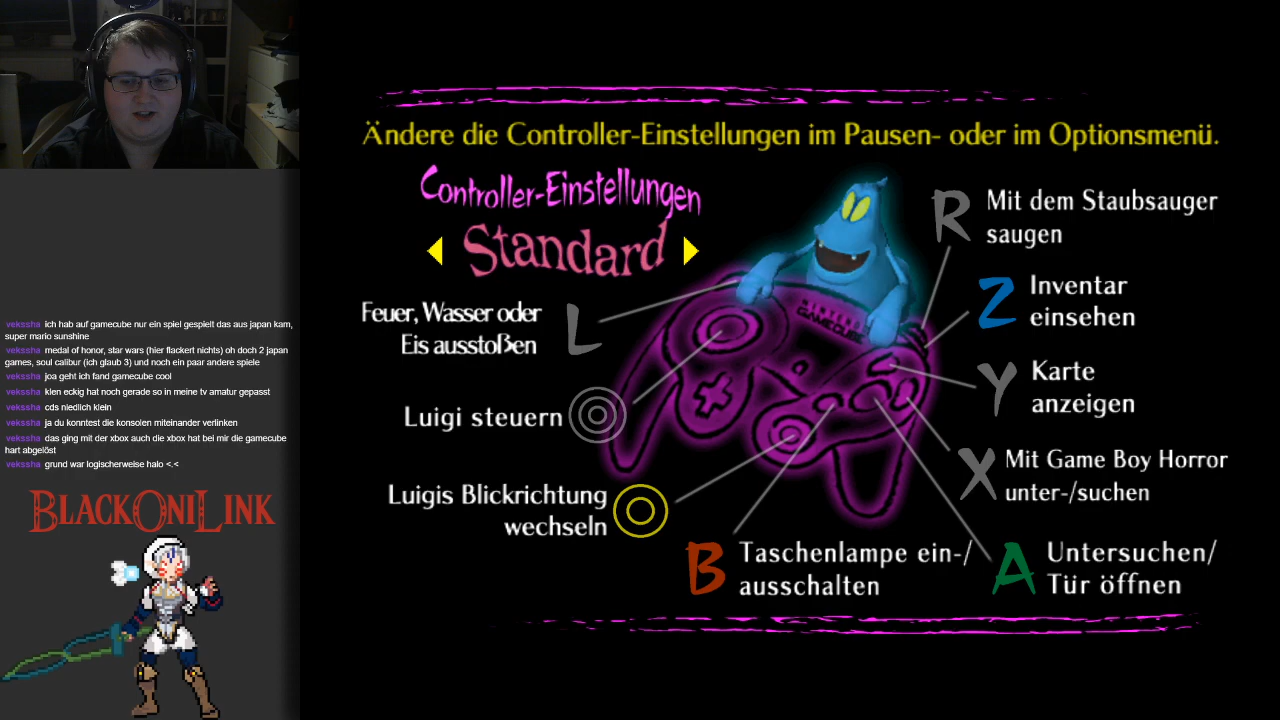 Ändere die Controller-Einstellungen im Pausen- oder im Optionsmenü.
Controller-Einstellungen
Standard
R Mit dem Staubsauger
saugen
Z Inventar
einsehen
Feuer, Wasser oder
Eis ausstoßen
L
NINTENDO
GAMECUBE
Y Karte
anzeigen
Luigi steuern
X Mit Game Boy Horror
unter-/suchen
Luigis Blickrichtung
wechseln
B Taschenlampe ein-/
ausschalten
A Untersuchen/
Tür öffnen
vekssha ich hab auf gamecube nur ein spiel gespielt das aus japan kam,
super mario sunshine
vekssha medal of honor, star wars (hier flackert nichts) oh doch 2 japan
games, soul calibur (ich glaub 3) und noch ein paar andere spiele
vekssha joa geht ich fand gamecube cool
vekssha klen eckig hat noch gerade so in meine tv amatur gepasst
vekssha cds niedlich klein
vekssha ja du konntest die konsolen miteinander verlinken
vekssha das ging mit der xbox auch die xbox hat bei mir die gamecube
hart abgelöst
vekssha grund war logischerweise halo <.<
BlackOniLink